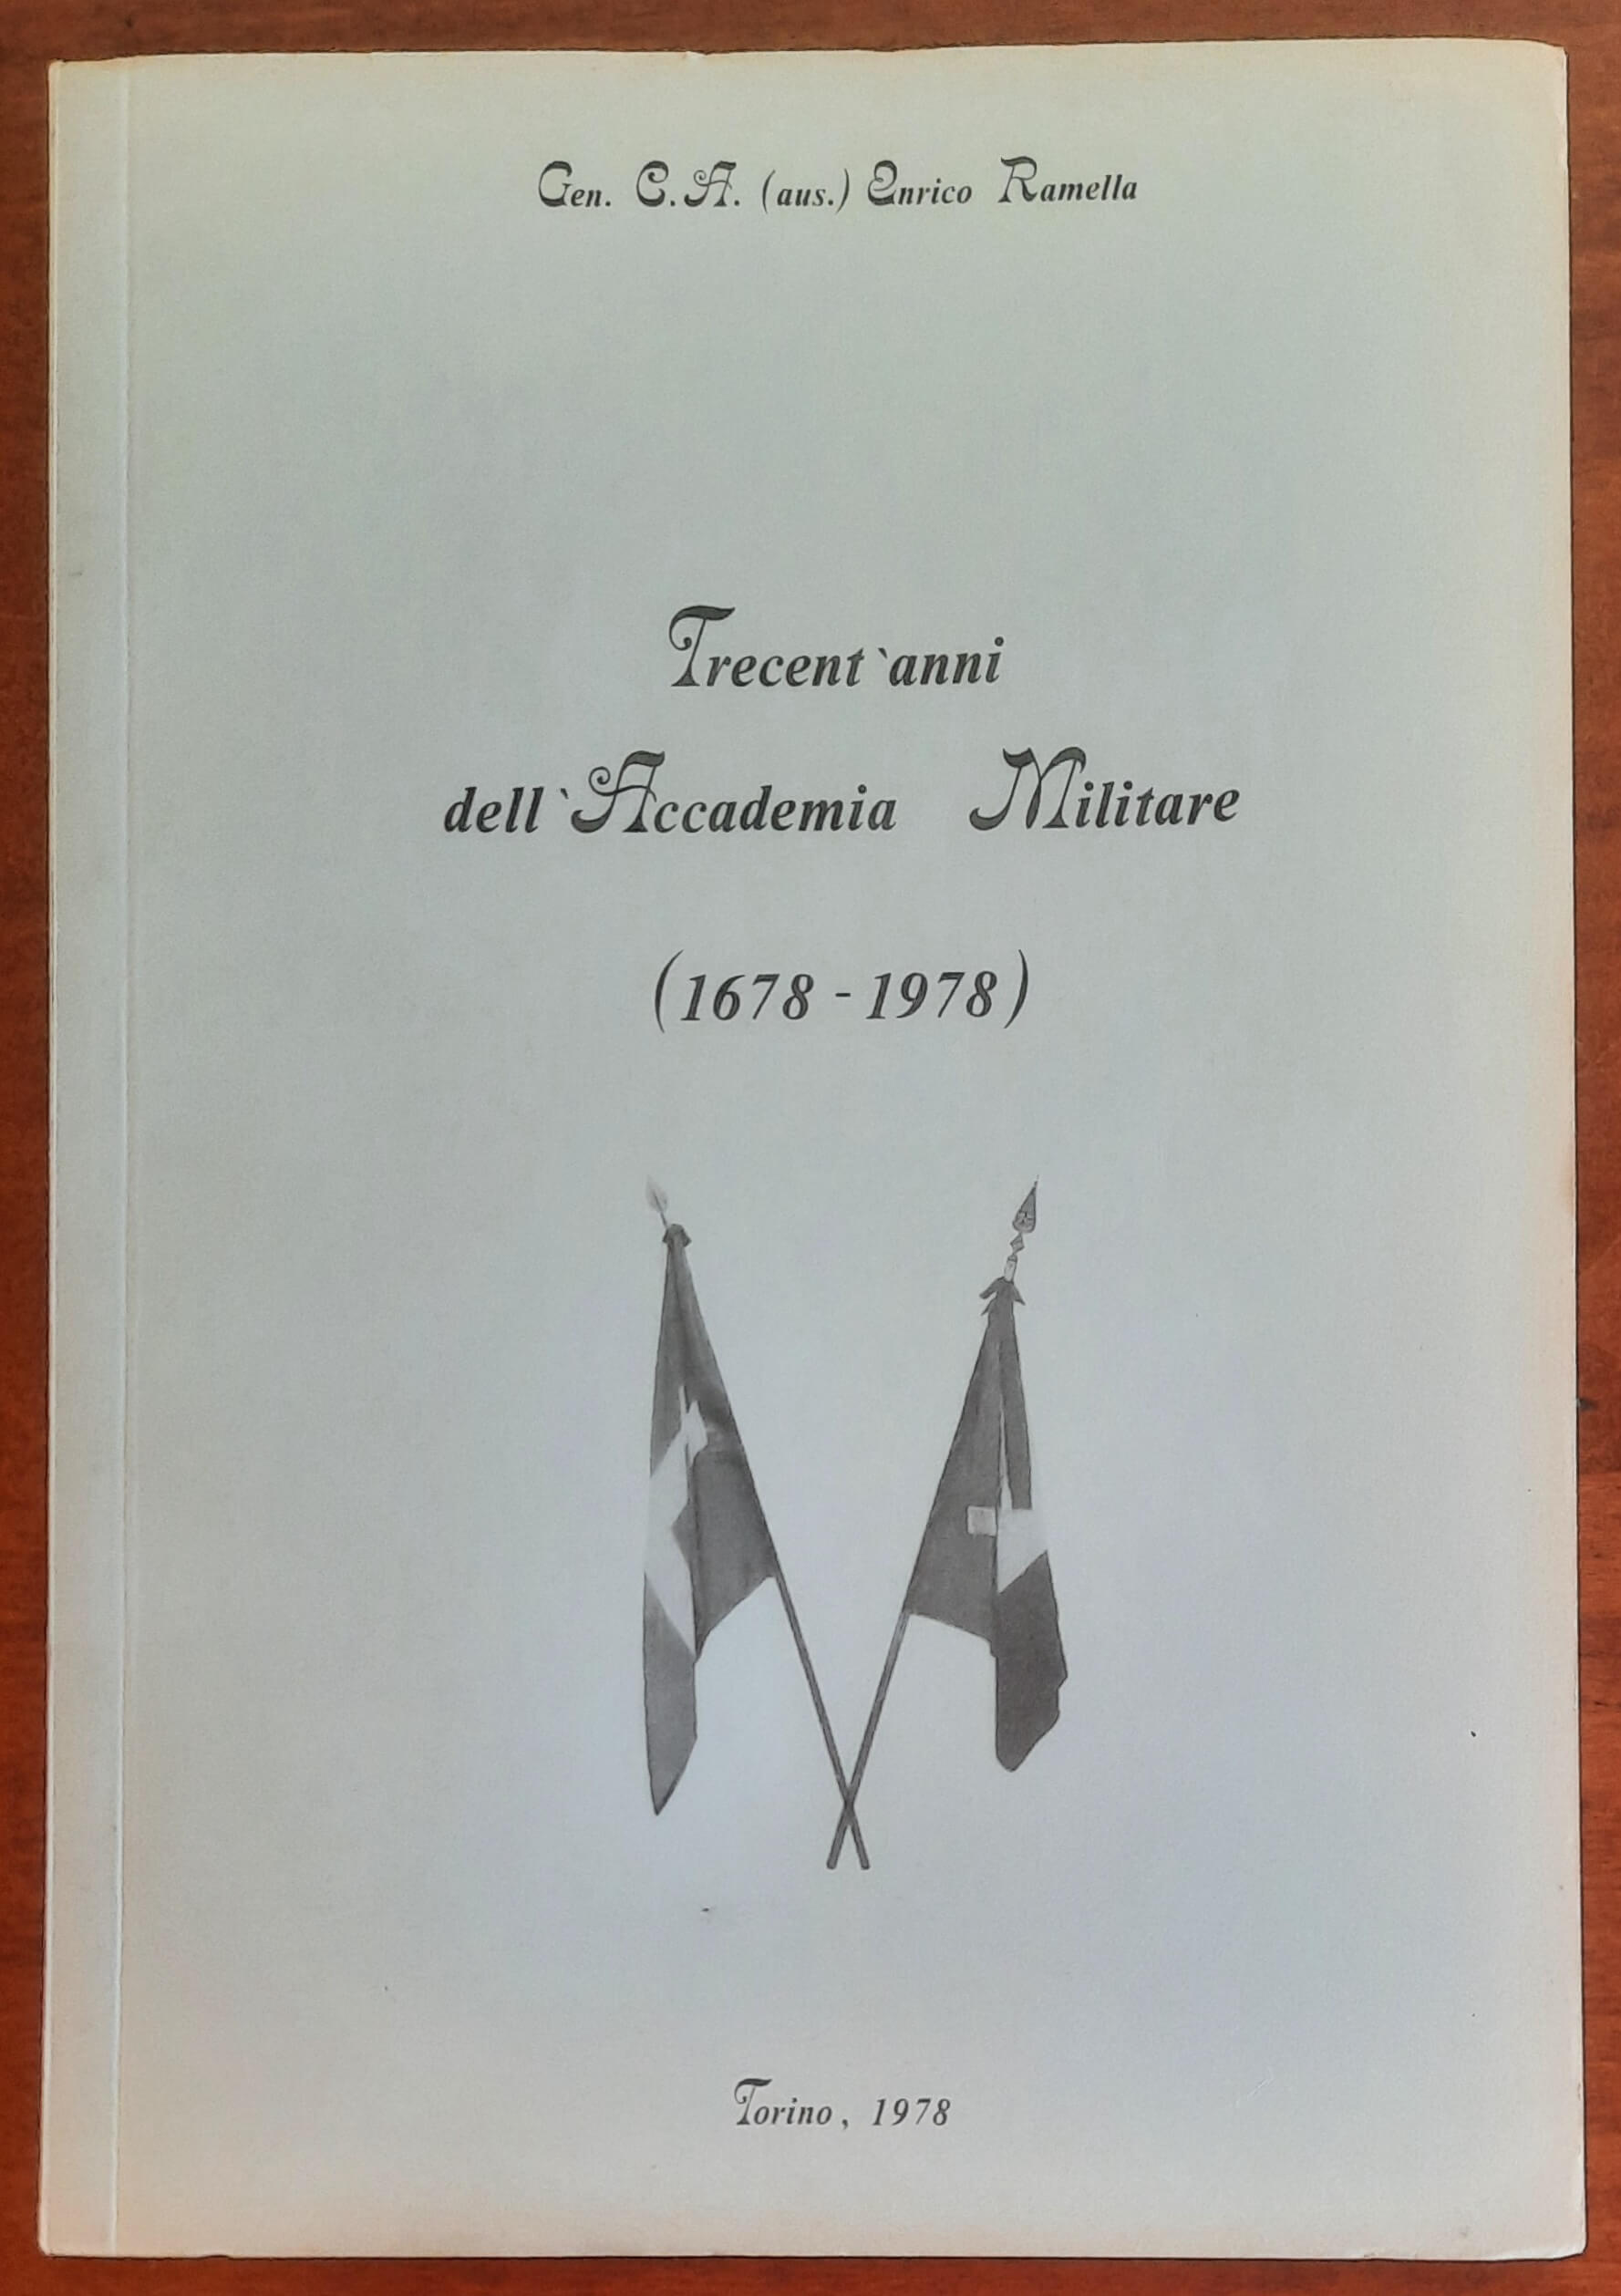 Gen. C.A. (aus.) Enrico Ramella
Trecent`anni
dell`Accademia Militare
(1678 - 1978)
Torino, 1978